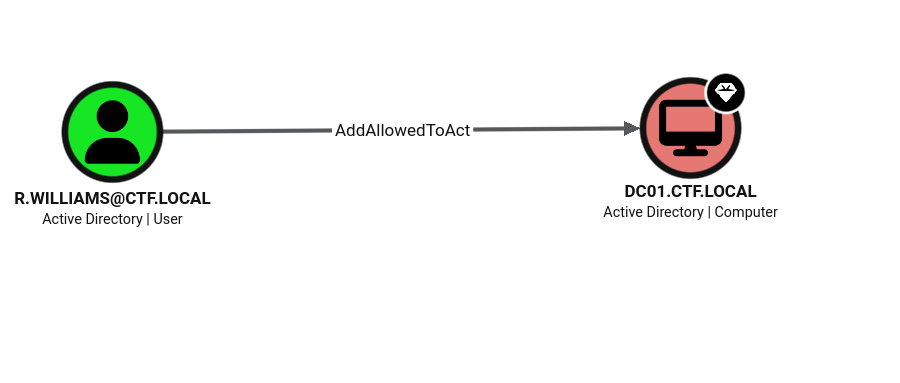 AddAllowedToAct
R.WILLIAMS@CTF.LOCAL
Active Directory | User
DC01.CTF.LOCAL
Active Directory | Computer